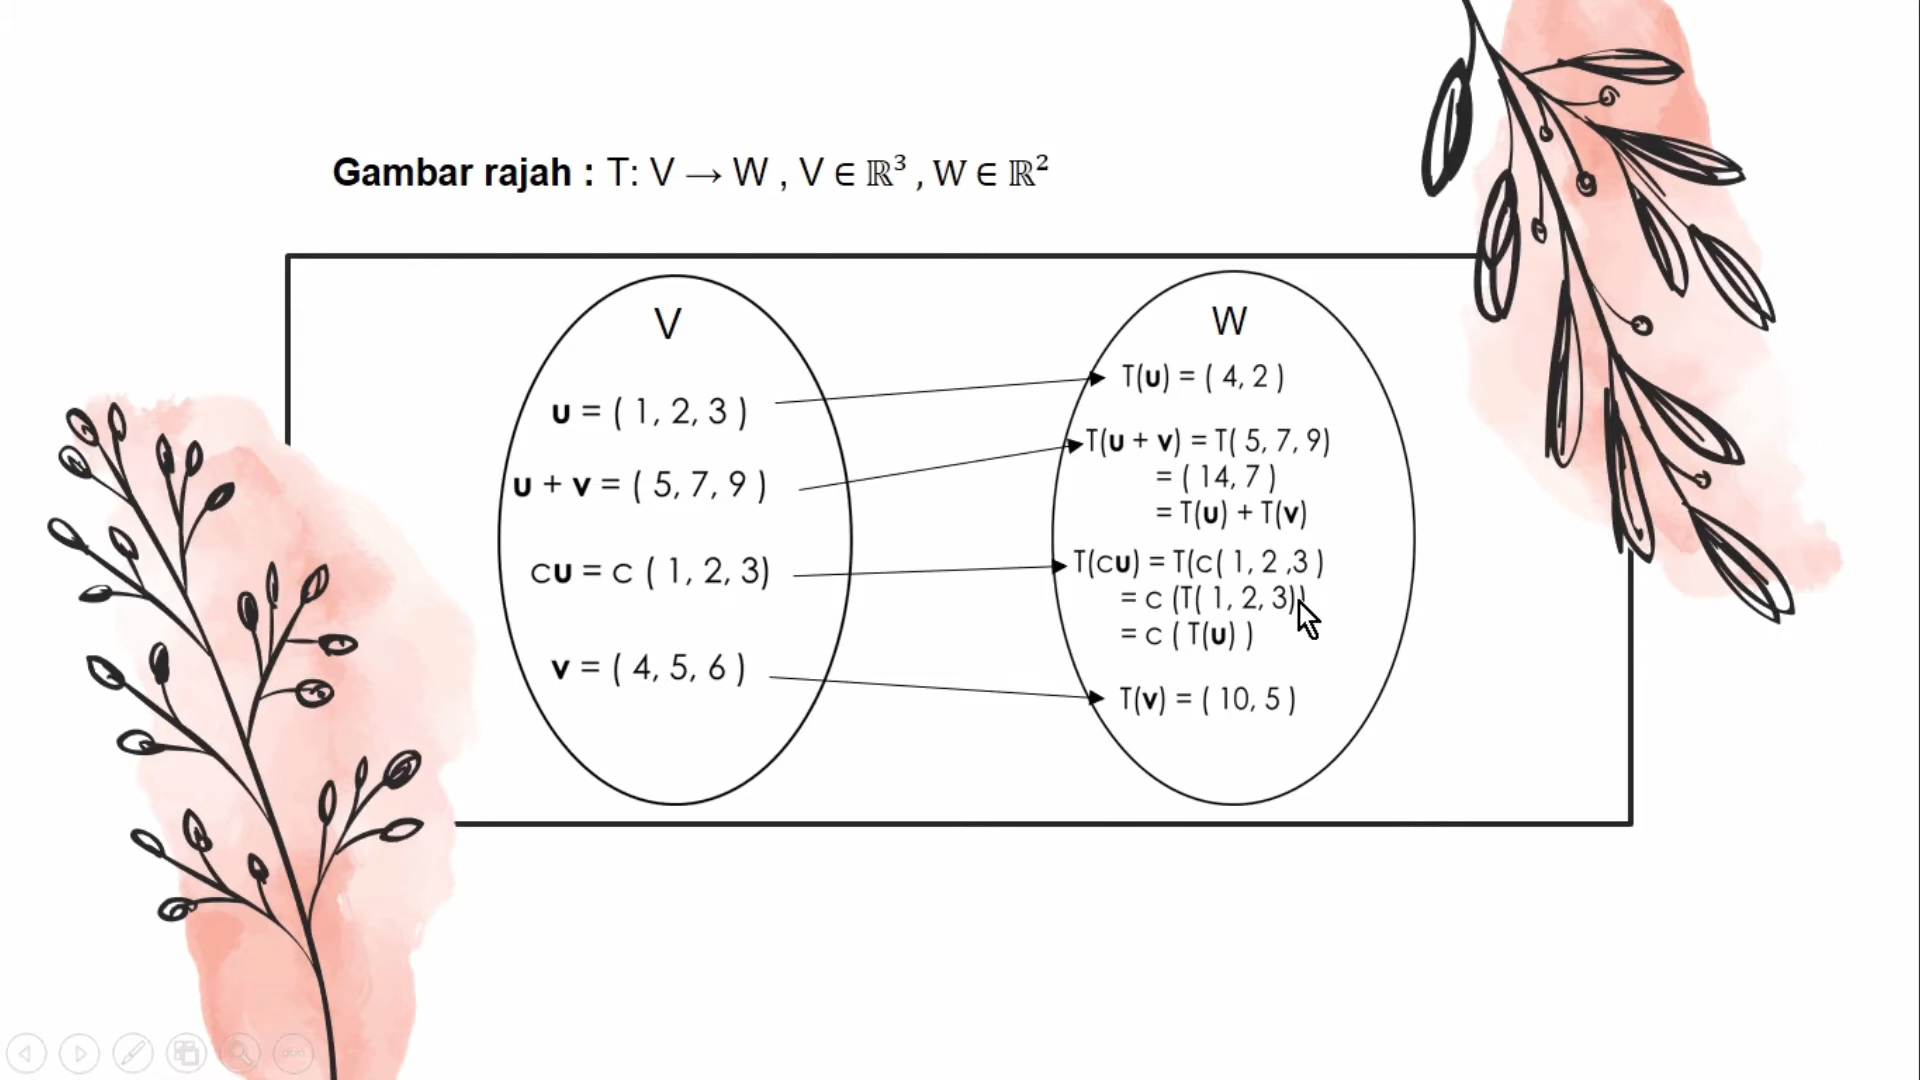 Gambar rajah : T: V → W , V ∈ ℝ³ , W ∈ ℝ²
V
u = ( 1, 2, 3 )
u + v = ( 5, 7, 9 )
cu = c ( 1, 2, 3)
v = ( 4, 5, 6 )
W
T(u) = ( 4, 2 )
T(u + v) = T( 5, 7, 9)
= ( 14, 7 )
= T(u) + T(v)
T(cu) = T(c( 1, 2 ,3 )
= c (T( 1, 2, 3))
= c ( T(u) )
T(v) = ( 10, 5 )